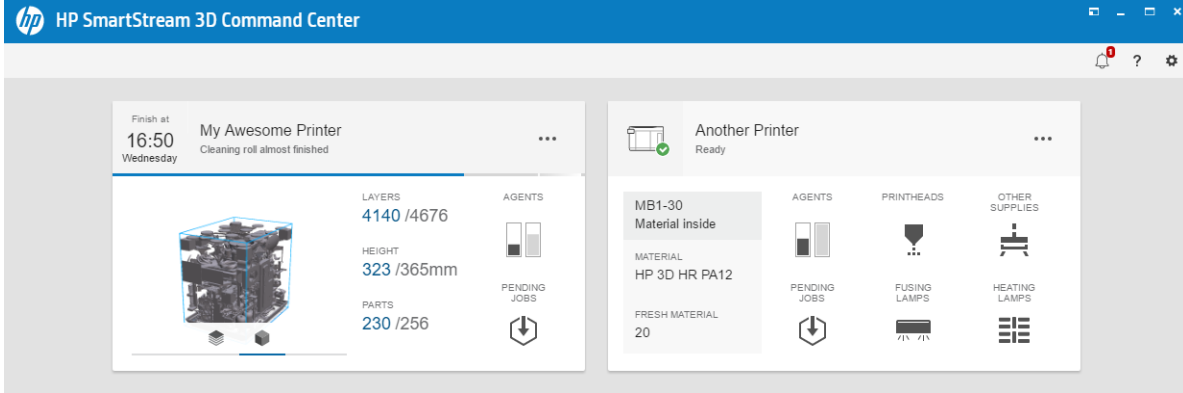 hp HP SmartStream 3D Command Center
1
?
Finish at
16:50
Wednesday
My Awesome Printer
Cleaning roll almost finished
LAYERS
4140 /4676
HEIGHT
323 /365mm
PARTS
230 /256
AGENTS
PENDING
JOBS
Another Printer
Ready
MB1-30
Material inside
MATERIAL
HP 3D HR PA12
FRESH MATERIAL
20
AGENTS
PRINTHEADS
OTHER
SUPPLIES
PENDING
JOBS
FUSING
LAMPS
HEATING
LAMPS